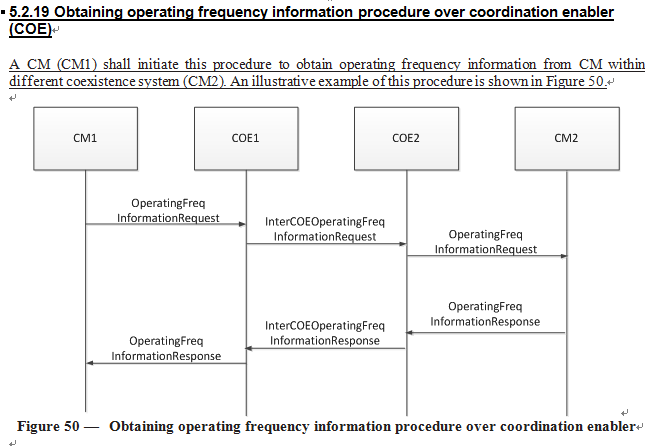 5.2.19 Obtaining operating frequency information procedure over coordination enabler
(COE)
A CM (CM1) shall initiate this procedure to obtain operating frequency information from CM within
different coexistence system (CM2). An illustrative example of this procedure is shown in Figure 50.
CM1
COE1
COE2
CM2
OperatingFreq
InformationRequest
InterCOEOperatingFreq
InformationRequest
OperatingFreq
InformationRequest
OperatingFreq
InformationResponse
InterCOEOperatingFreq
InformationResponse
OperatingFreq
InformationResponse
Figure 50 — Obtaining operating frequency information procedure over coordination enabler